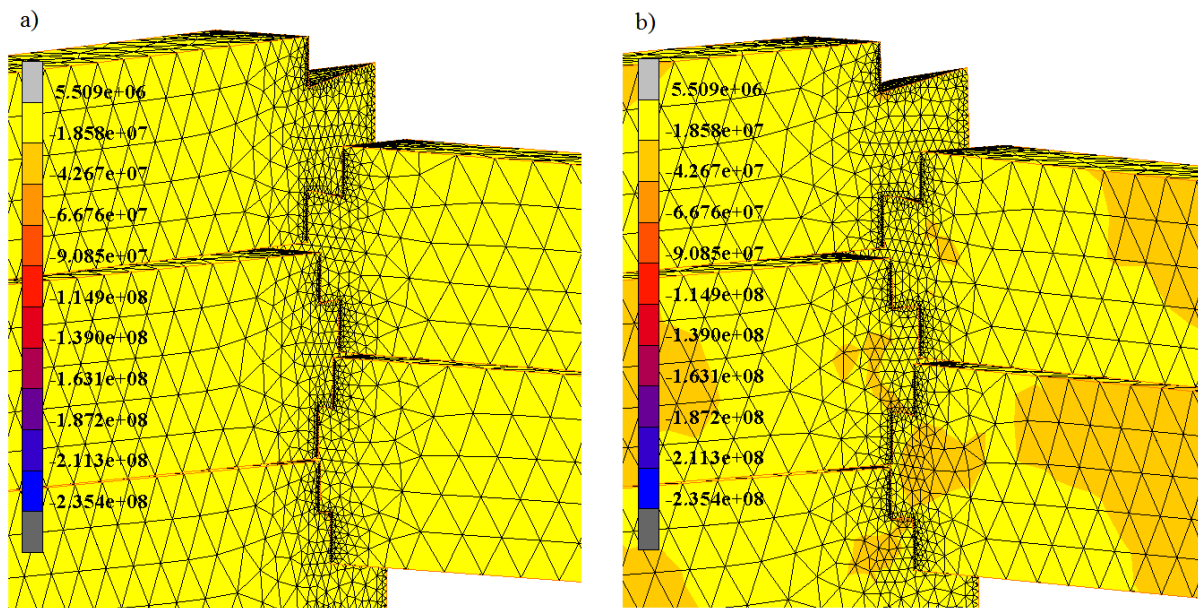 a)
5.509e+06
-1.858e+07
-4.267e+07
-6.676e+07
-9.085e+07
-1.149e+08
-1.390e+08
-1.631e+08
-1.872e+08
-2.113e+08
-2.354e+08
b)
5.509e+06
-1.858e+07
-4.267e+07
-6.676e+07
-9.085e+07
-1.149e+08
-1.390e+08
-1.631e+08
-1.872e+08
-2.113e+08
-2.354e+08